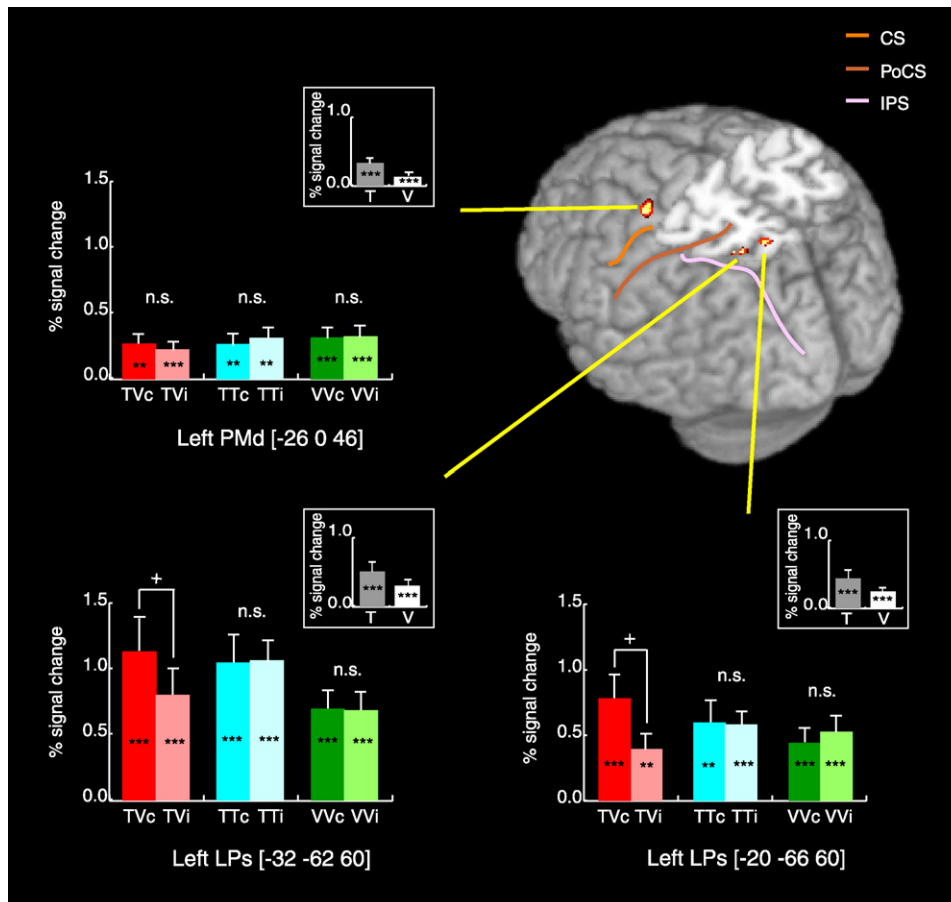 CS
PoCS
IPS
% signal change
1.0
0.0
***
***
T
V
% signal change
1.5
1.0
0.5
0.0
n.s.
n.s.
n.s.
**
***
**
**
***
***
TVc TVi
TTc TTi
VVc VVi
Left PMd [-26 0 46]
% signal change
1.0
0.0
***
***
T
V
% signal change
1.5
1.0
0.5
0.0
+
n.s.
n.s.
***
***
***
***
***
***
TVc TVi
TTc TTi
VVc VVi
Left LPs [-32 -62 60]
% signal change
1.0
0.0
***
***
T
V
% signal change
1.5
1.0
0.5
0.0
+
n.s.
n.s.
***
**
**
***
***
***
TVc TVi
TTc TTi
VVc VVi
Left LPs [-20 -66 60]